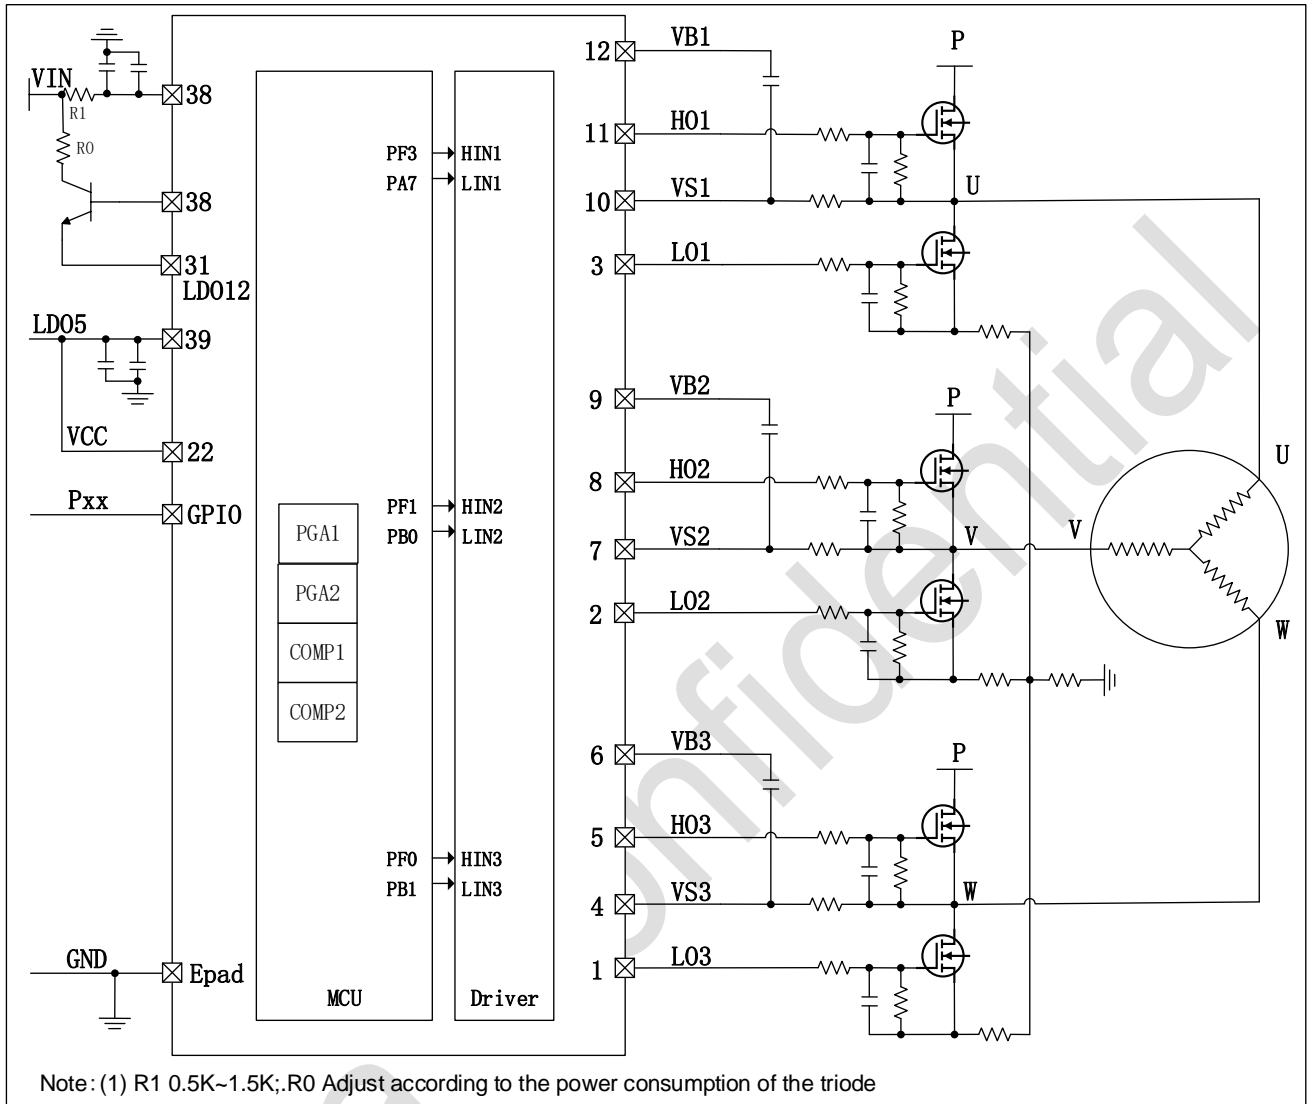 VIN
38
R1
R0
38
31
LDO12
LDO5
39
VCC
22
Pxx
GPIO
GND
Epad
PF3
HIN1
PA7
LIN1
PF1
HIN2
PB0
LIN2
PF0
HIN3
PB1
LIN3
PGA1
PGA2
COMP1
COMP2
MCU
Driver
12
VB1
11
HO1
10
VS1
3
LO1
P
U
9
VB2
8
HO2
7
VS2
2
LO2
P
V
6
VB3
5
HO3
4
VS3
1
LO3
P
W
U
V
W
Note: (1) R1 0.5K~1.5K;.R0 Adjust according to the power consumption of the triode